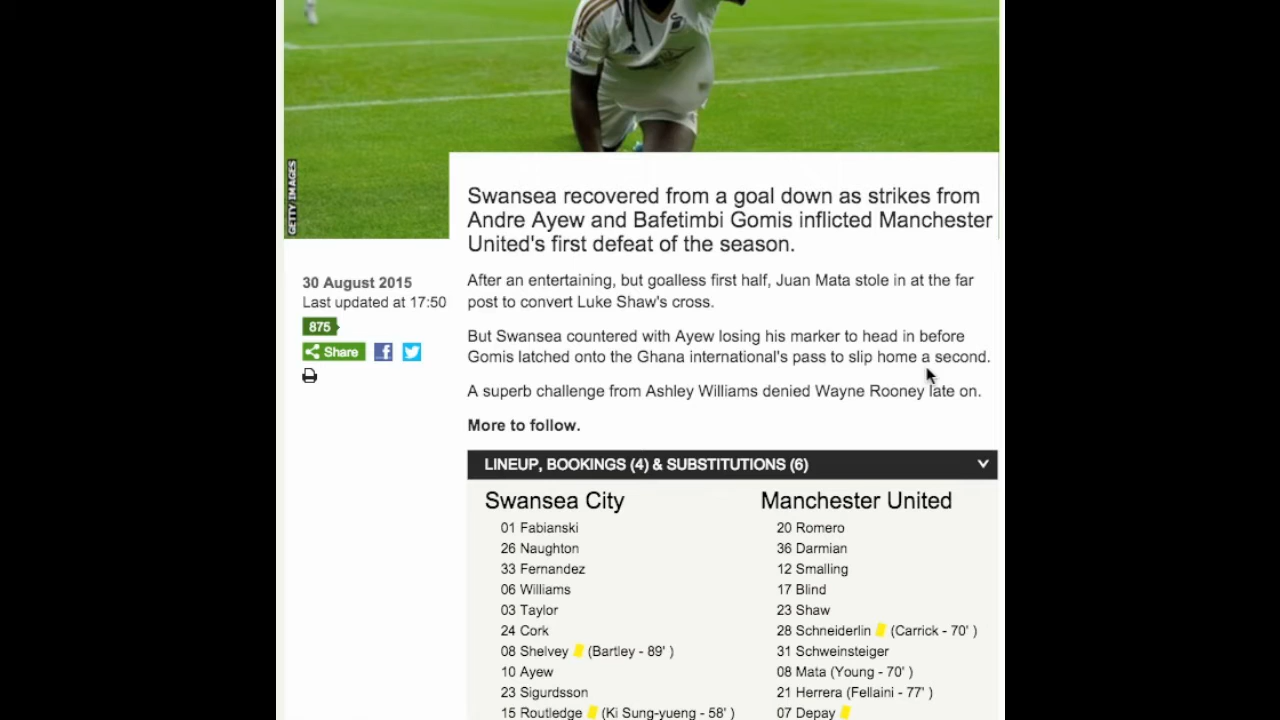 GETTY IMAGES
Swansea recovered from a goal down as strikes from
Andre Ayew and Bafetimbi Gomis inflicted Manchester
United's first defeat of the season.
30 August 2015
Last updated at 17:50
875
Share
After an entertaining, but goalless first half, Juan Mata stole in at the far
post to convert Luke Shaw's cross.
But Swansea countered with Ayew losing his marker to head in before
Gomis latched onto the Ghana international's pass to slip home a second.
A superb challenge from Ashley Williams denied Wayne Rooney late on.
More to follow.
LINEUP, BOOKINGS (4) & SUBSTITUTIONS (6)
Swansea City
01 Fabianski
26 Naughton
33 Fernandez
06 Williams
03 Taylor
24 Cork
08 Shelvey (Bartley - 89' )
10 Ayew
23 Sigurdsson
15 Routledge (Ki Sung-yueng - 58' )
Manchester United
20 Romero
36 Darmian
12 Smalling
17 Blind
23 Shaw
28 Schneiderlin (Carrick - 70' )
31 Schweinsteiger
08 Mata (Young - 70' )
21 Herrera (Fellaini - 77' )
07 Depay